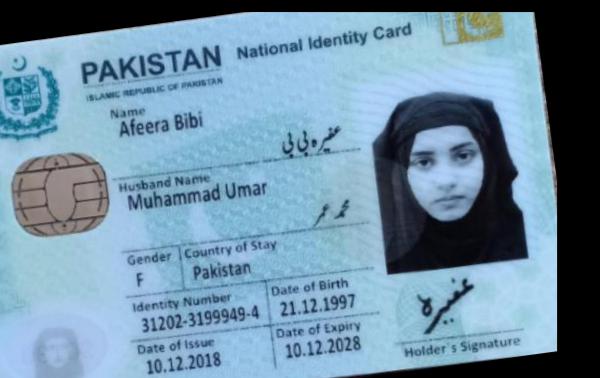 PAKISTAN National Identity Card
ISLAMIC REPUBLIC OF PAKISTAN
Name
Afeera Bibi
عفیرہ بی بی
Husband Name
Muhammad Umar
محمد عمر
Gender Country of Stay
F Pakistan
Identity Number Date of Birth
31202-3199949-4 21.12.1997
Date of Issue Date of Expiry
10.12.2018 10.12.2028
عفیرہ
Holder's Signature